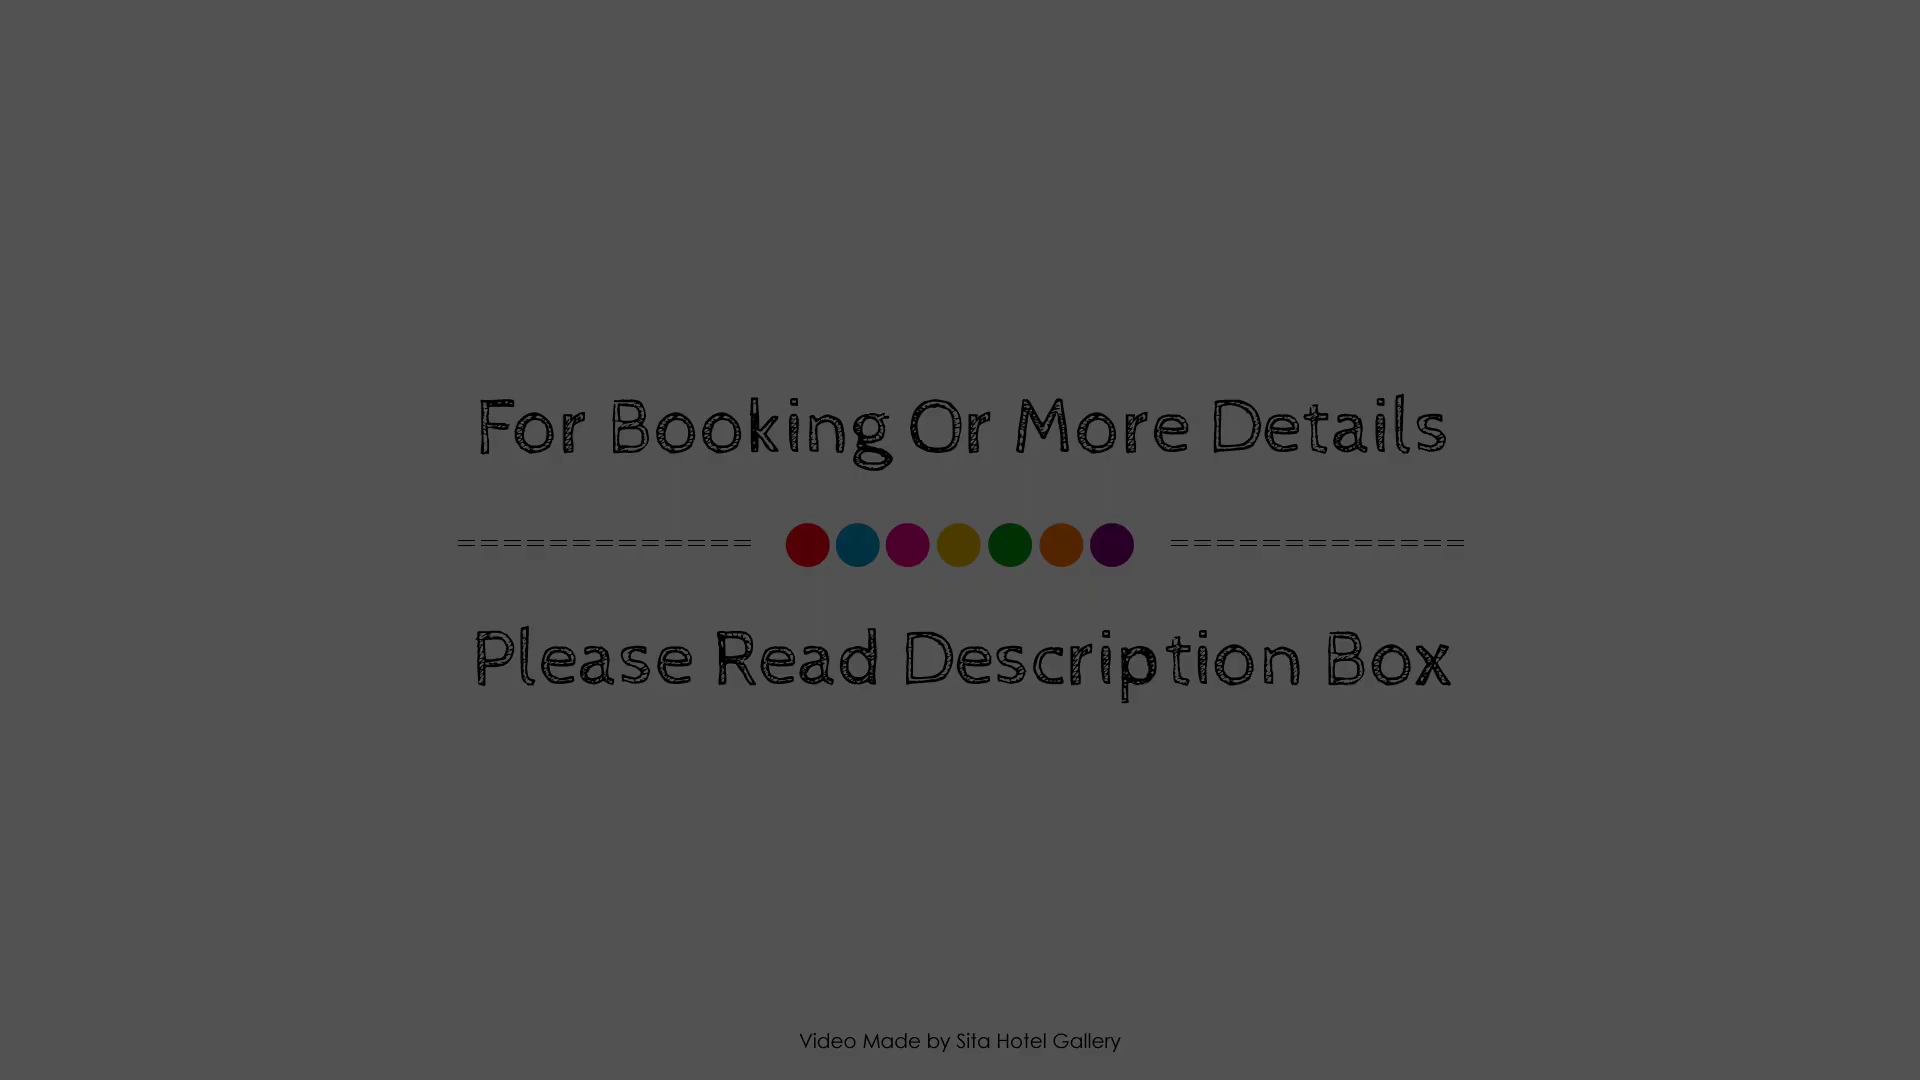 For Booking Or More Details
============= =============
Please Read Description Box
Video Made by Sita Hotel Gallery